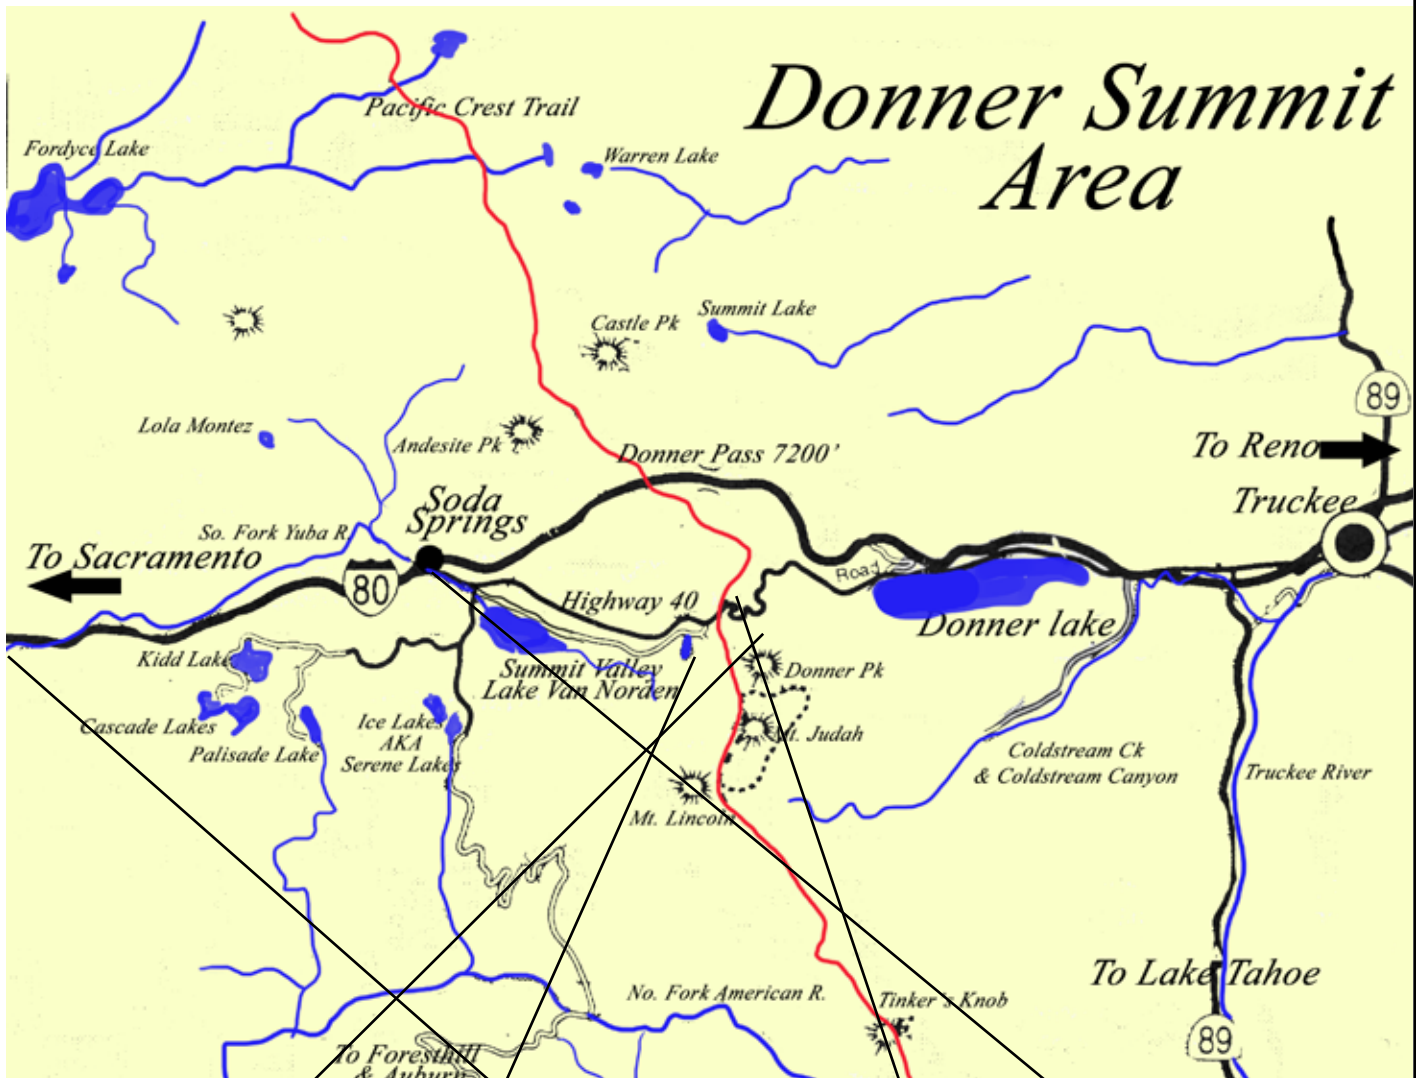 Donner Summit
Area
Pacific Crest Trail
Fordyce Lake
Warren Lake
Summit Lake
Castle Pk
89
Lola Montez
Andesite Pk
Donner Pass 7200’
To Reno
Truckee
Soda
Springs
So. Fork Yuba R.
To Sacramento
80
Road
Highway 40
Donner lake
Kidd Lake
Summit Valley
Lake Van Norden
Donner Pk
Cascade Lakes
Ice Lakes
AKA
Serene Lakes
Palisade Lake
Mt. Judah
Coldstream Ck
& Coldstream Canyon
Truckee River
Mt. Lincoln
To Lake Tahoe
No. Fork American R.
Tinker's Knob
89
To Foresthill
& Auburn